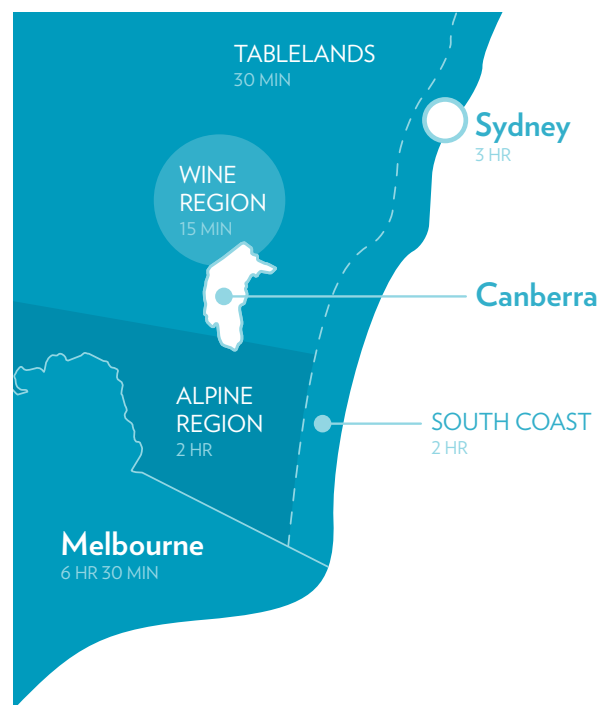 TABLELANDS
30 MIN
Sydney
3 HR
WINE
REGION
15 MIN
Canberra
ALPINE
REGION
2 HR
SOUTH COAST
2 HR
Melbourne
6 HR 30 MIN